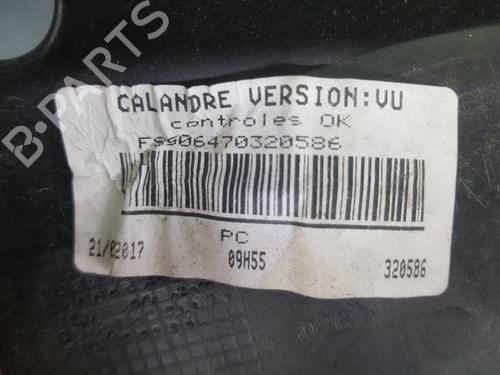 B-PARTS
CALANDRE VERSION:VU
controles OK
FS906470320586
PC
21/02017 09H55 320586